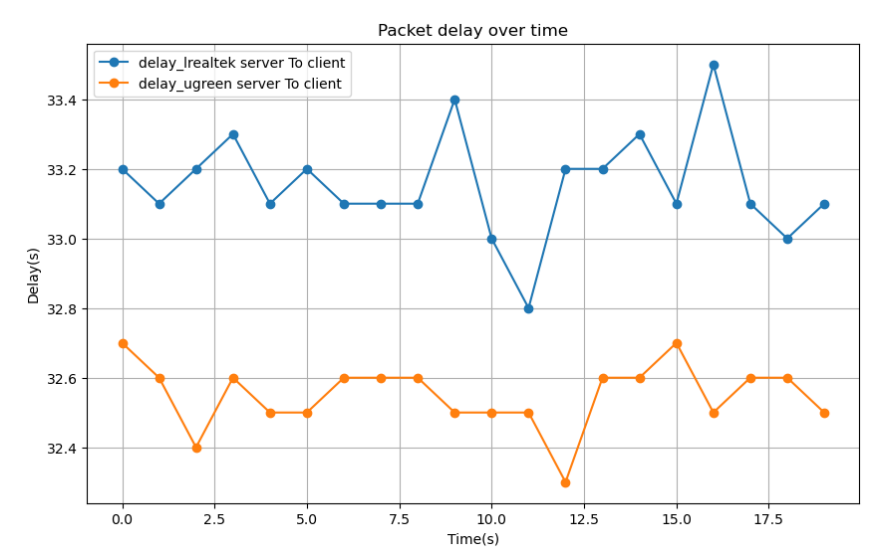 Packet delay over time
delay_lrealtek server To client
delay_ugreen server To client
33.4
33.2
33.0
32.8
32.6
32.4
Delay(s)
0.0
2.5
5.0
7.5
10.0
12.5
15.0
17.5
Time(s)